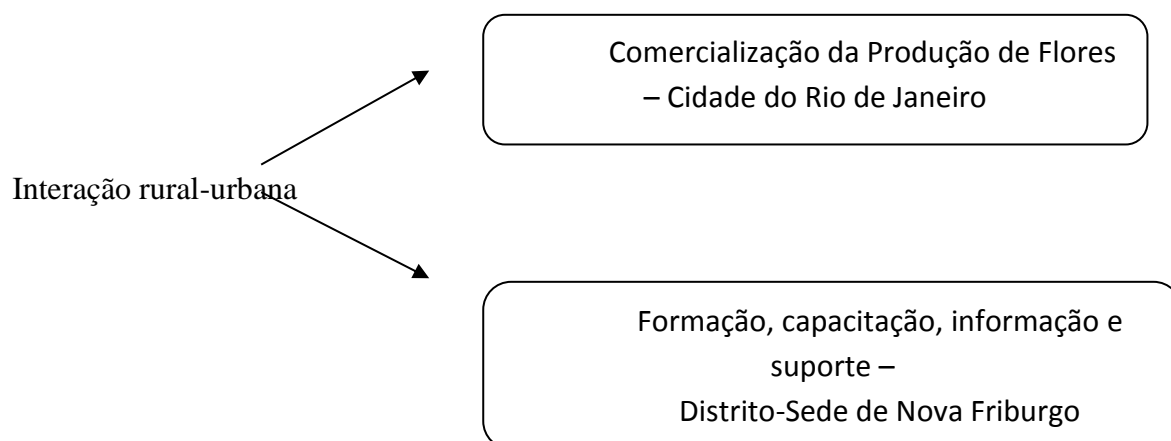 Comercialização da Produção de Flores
– Cidade do Rio de Janeiro
Interação rural-urbana
Formação, capacitação, informação e
suporte –
Distrito-Sede de Nova Friburgo